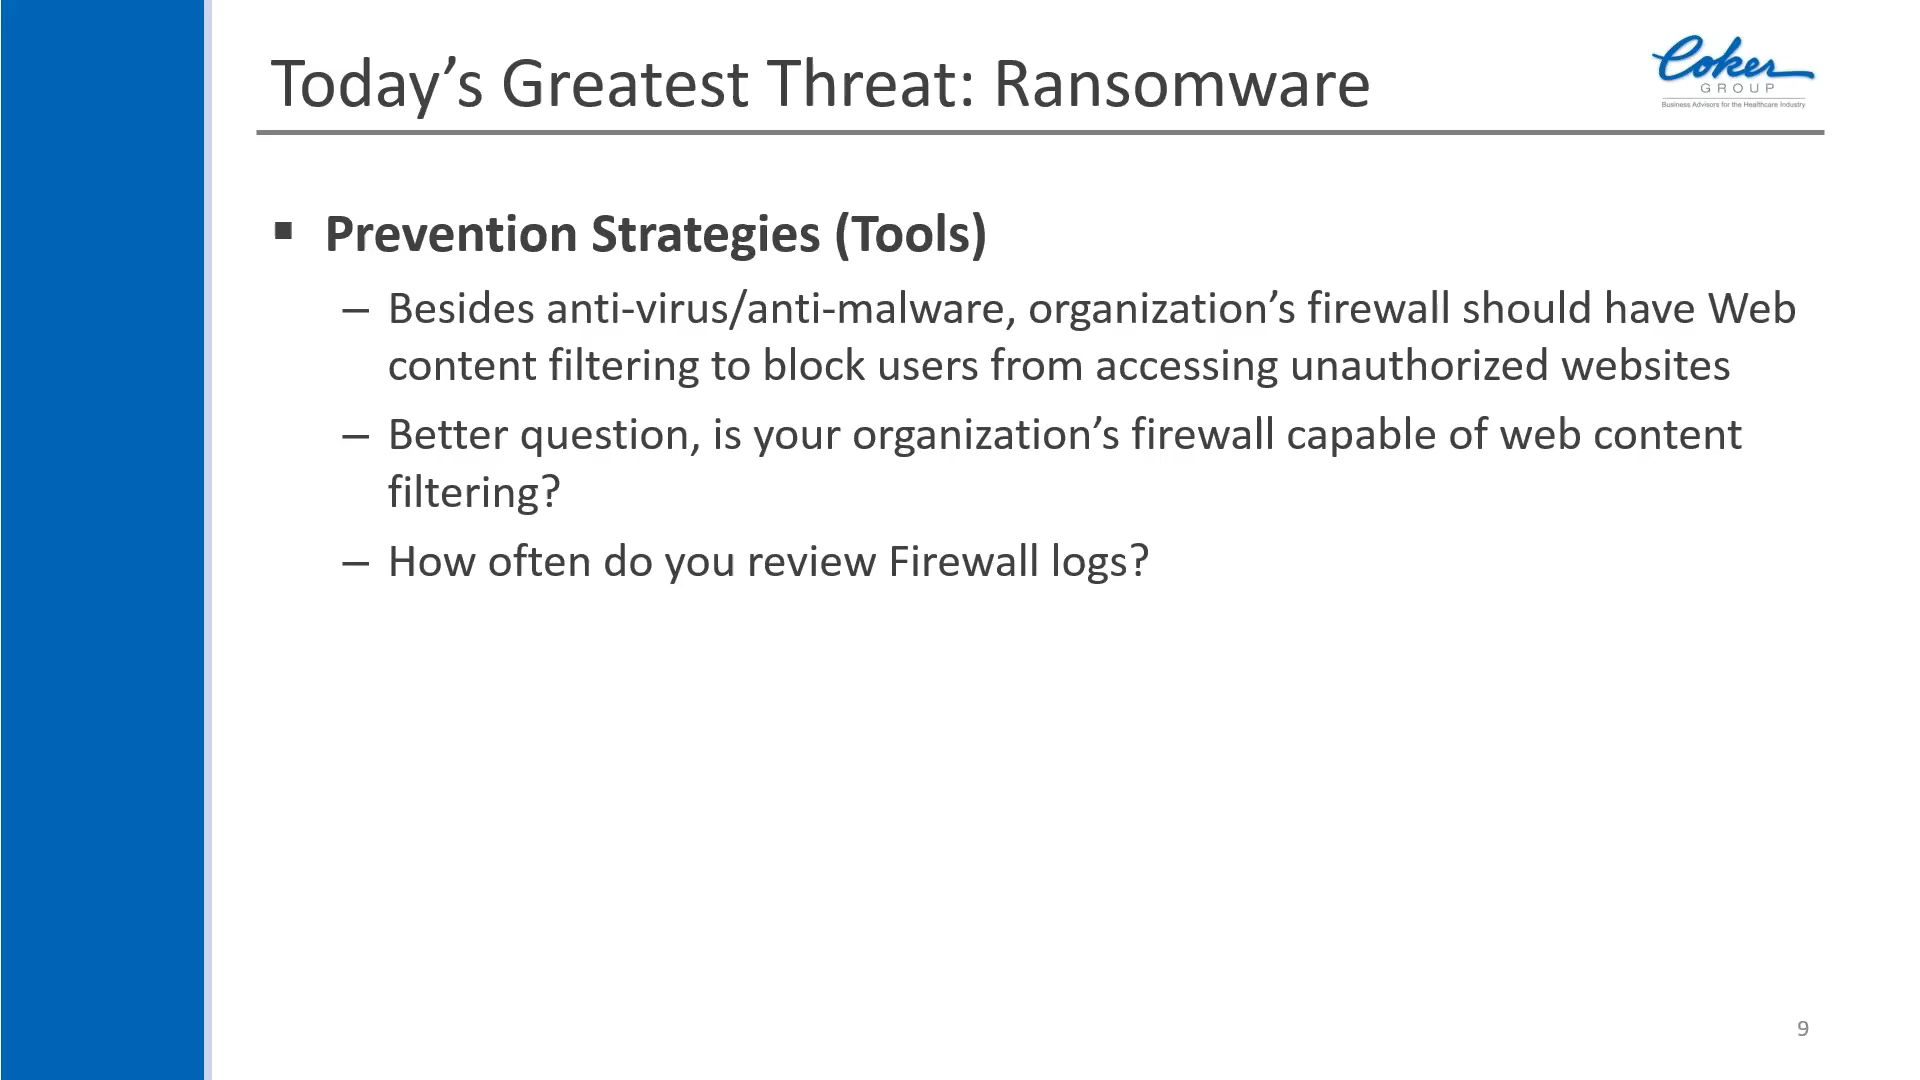 Today’s Greatest Threat: Ransomware
Coker
GROUP
Business Advisors for the Healthcare Industry
▪ Prevention Strategies (Tools)
– Besides anti-virus/anti-malware, organization’s firewall should have Web
content filtering to block users from accessing unauthorized websites
– Better question, is your organization’s firewall capable of web content
filtering?
– How often do you review Firewall logs?
9